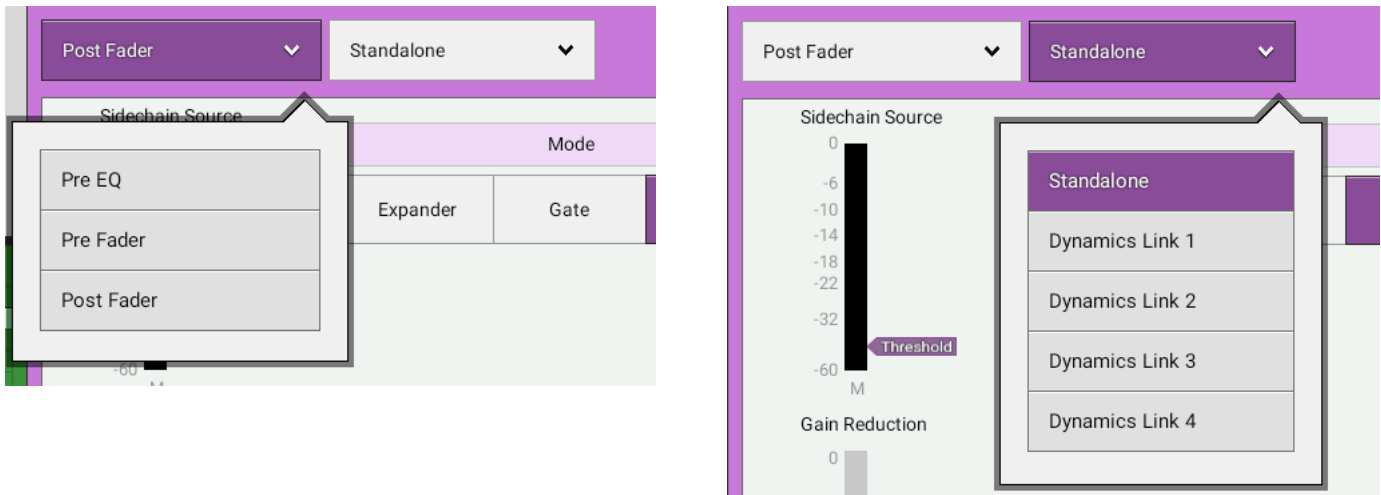 Post Fader
Standalone
Sidechain Source
Mode
Pre EQ
Pre Fader
Post Fader
Expander
Gate
-60
M
Post Fader
Standalone
Sidechain Source
0
-6
-10
-14
-18
-22
-32
Threshold
-60
M
Gain Reduction
0
Standalone
Dynamics Link 1
Dynamics Link 2
Dynamics Link 3
Dynamics Link 4